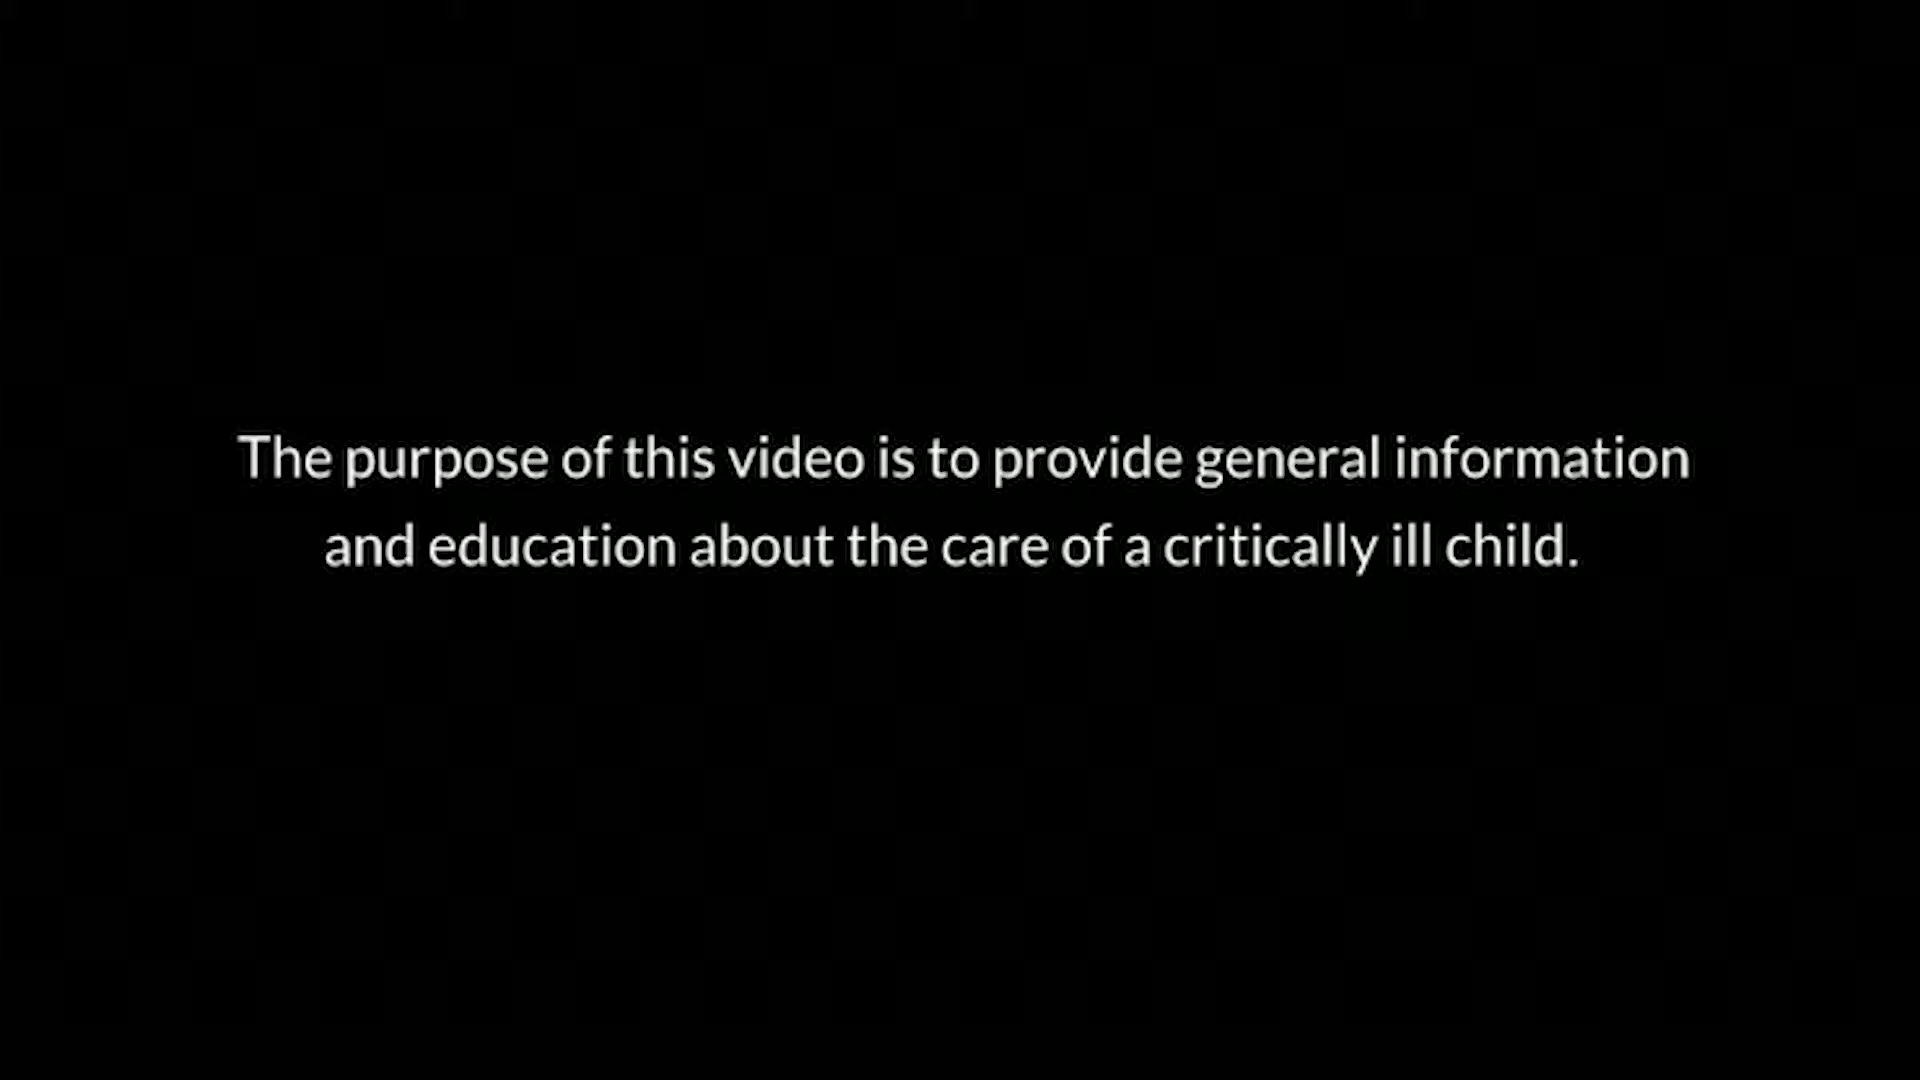 The purpose of this video is to provide general information
and education about the care of a critically ill child.